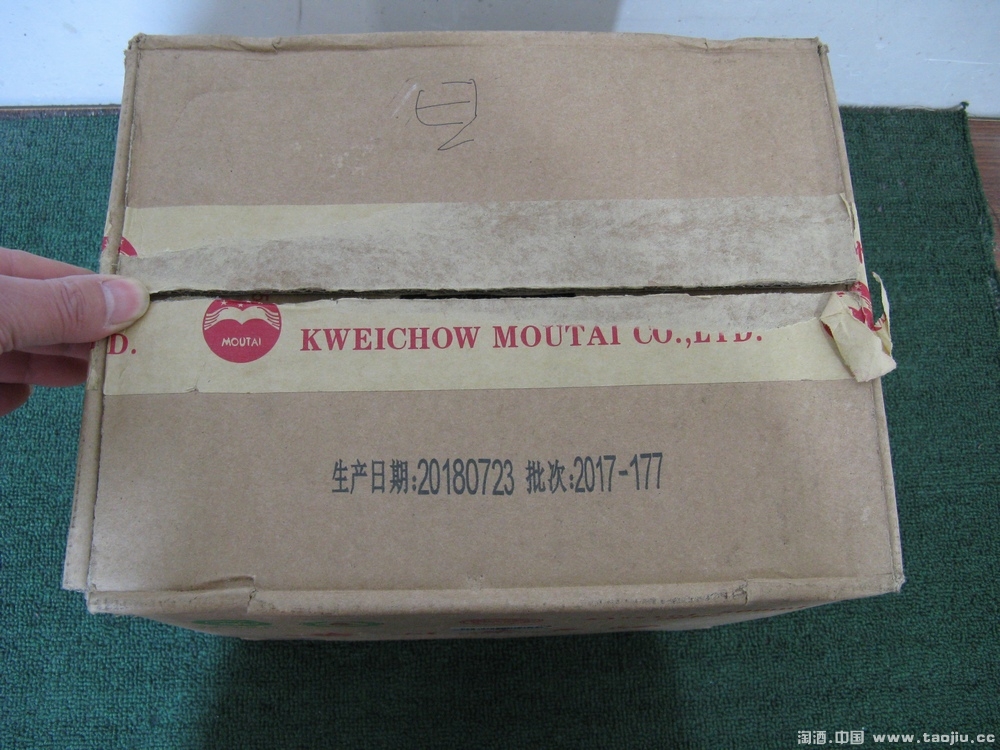 D.
MOUTAI
KWEICHOW MOUTAI CO.,LTD.
生产日期:20180723 批次:2017-177
淘酒.中国 www.taojiu.cc